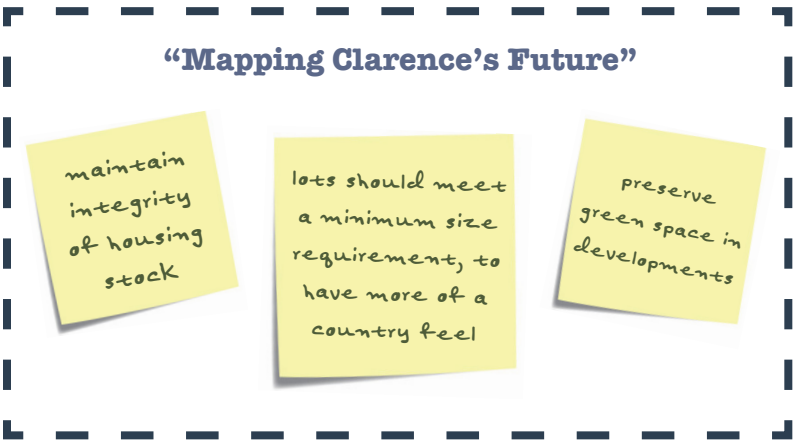 “Mapping Clarence’s Future”
maintain
integrity
of housing
stock
lots should meet
a minimum size
requirement, to
have more of a
country feel
preserve
green space in
developments